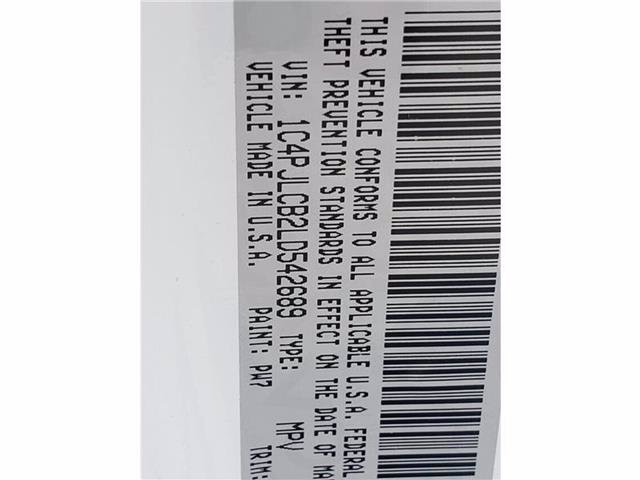 THIS VEHICLE CONFORMS TO ALL APPLICABLE U.S.A. FEDERAL
THEFT PREVENTION STANDARDS IN EFFECT ON THE DATE OF MA
VIN: 1C4PJLCB2LD542689 TYPE: MPV
VEHICLE MADE IN U.S.A. PAINT: PW7 TRIM: